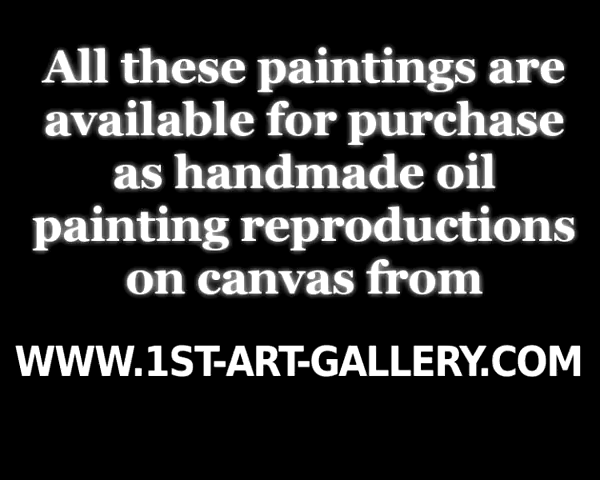 All these paintings are
available for purchase
as handmade oil
painting reproductions
on canvas from
WWW.1ST-ART-GALLERY.COM